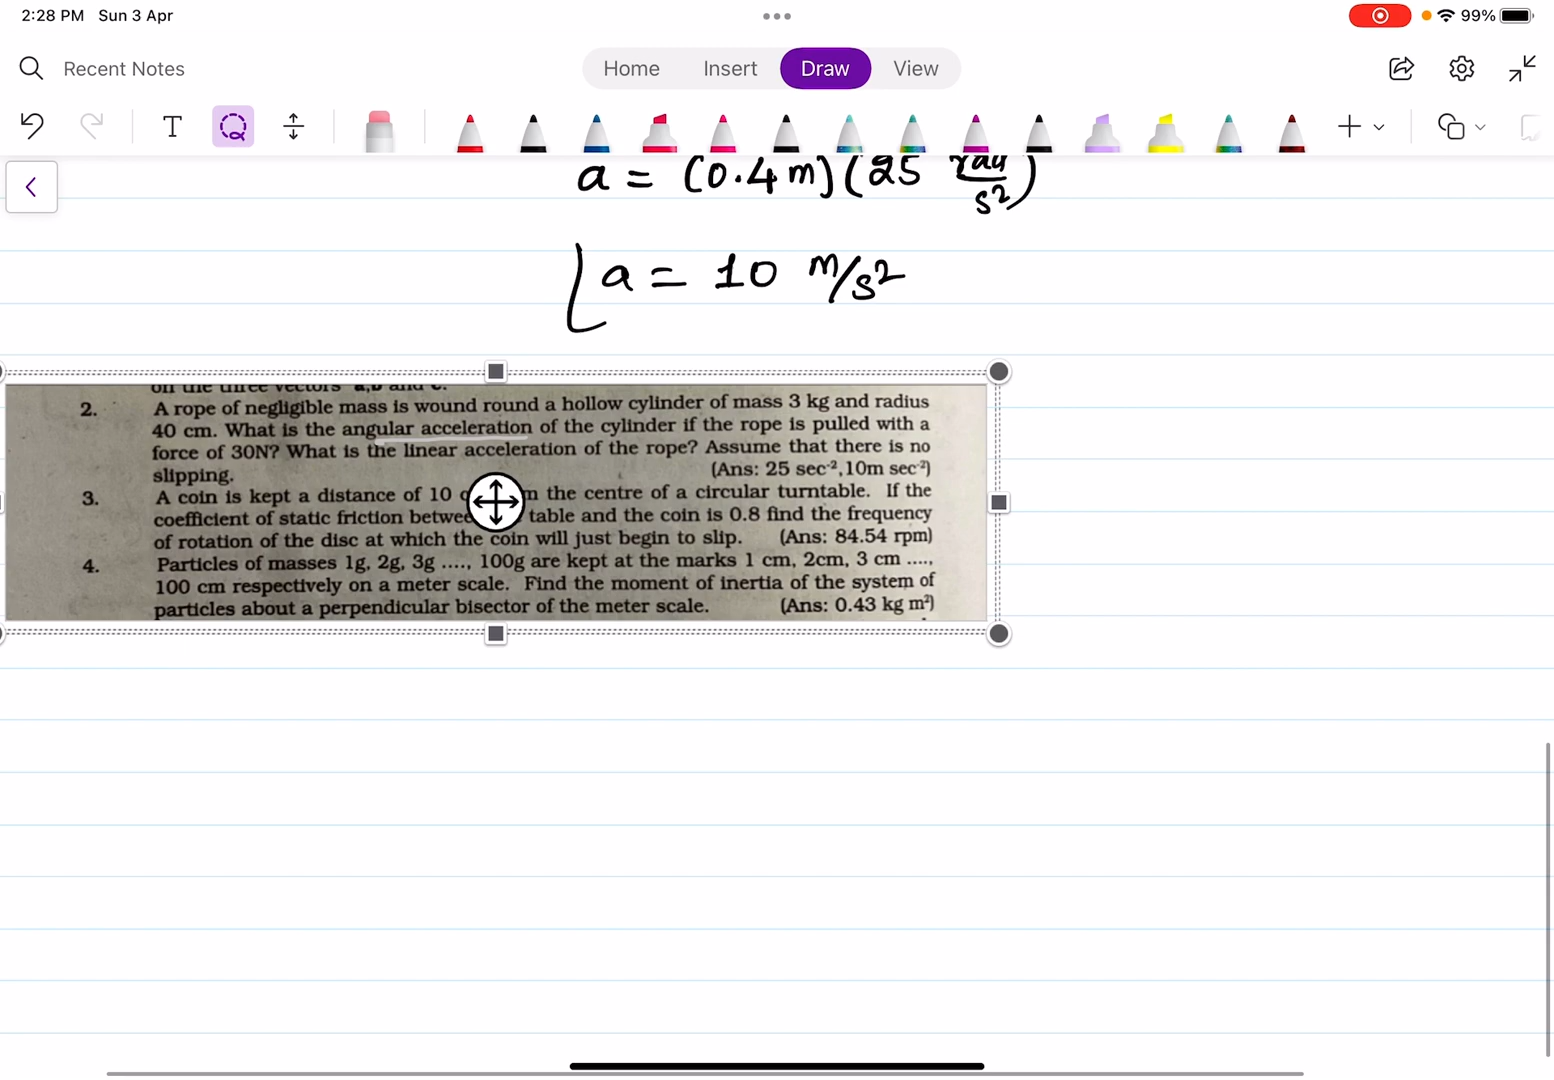 2:28 PM Sun 3 Apr
99%
Recent Notes
Home Insert Draw View
T
a = (0.4 m) (25 rad/s²)
a = 10 m/s²
on the three vectors a,b and c.
2. A rope of negligible mass is wound round a hollow cylinder of mass 3 kg and radius
40 cm. What is the angular acceleration of the cylinder if the rope is pulled with a
force of 30N? What is the linear acceleration of the rope? Assume that there is no
slipping. (Ans: 25 sec⁻²,10m sec⁻²)
3. A coin is kept a distance of 10 the centre of a circular turntable. If the
coefficient of static friction table and the coin is 0.8 find the frequency
of rotation of the disc at which the coin will just begin to slip. (Ans: 84.54 rpm)
4. Particles of masses 1g, 2g, 3g ...., 100g are kept at the marks 1 cm, 2cm, 3 cm ....,
100 cm respectively on a meter scale. Find the moment of inertia of the system of
particles about a perpendicular bisector of the meter scale. (Ans: 0.43 kg m²)